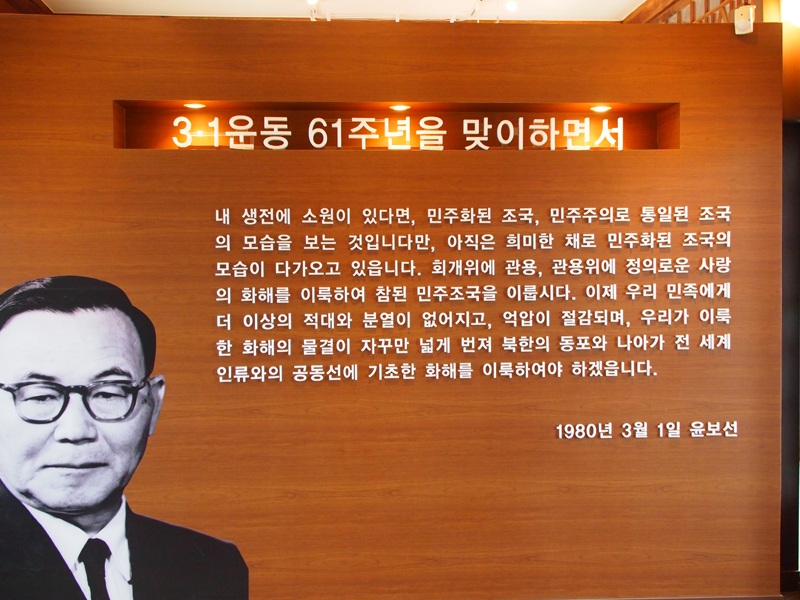 3·1운동 61주년을 맞이하면서
내 생전에 소원이 있다면, 민주화된 조국, 민주주의로 통일된 조국
의 모습을 보는 것입니다만, 아직은 희미한 채로 민주화된 조국의
모습이 다가오고 있읍니다. 회개위에 관용, 관용위에 정의로운 사랑
의 화해를 이룩하여 참된 민주조국을 이룹시다. 이제 우리 민족에게
더 이상의 적대와 분열이 없어지고, 억압이 절감되며, 우리가 이룩
한 화해의 물결이 자꾸만 넓게 번져 북한의 동포와 나아가 전 세계
인류와의 공동선에 기초한 화해를 이룩하여야 하겠읍니다.
1980년 3월 1일 윤보선